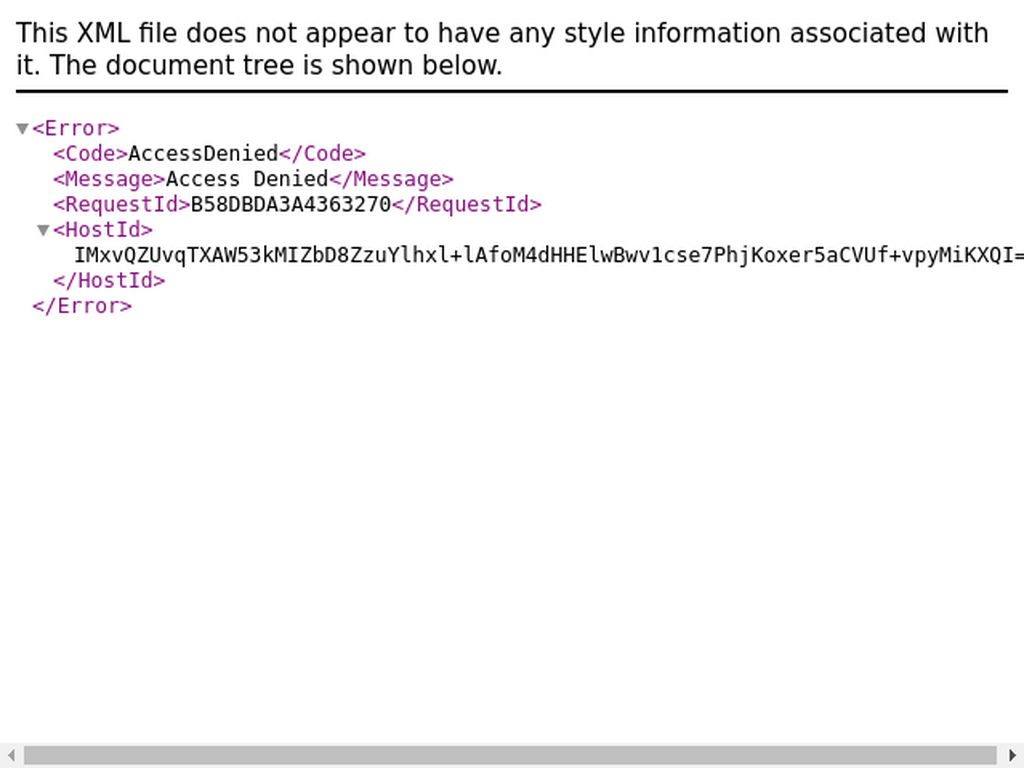 This XML file does not appear to have any style information associated with
it. The document tree is shown below.
<Error>
<Code>AccessDenied</Code>
<Message>Access Denied</Message>
<RequestId>B58DBDA3A4363270</RequestId>
<HostId>
IMxvQZUvqTXAW53kMIZbD8ZzuYlhxl+lAfoM4dHHElwBwv1cse7PhjKoxer5aCVUf+vpyMiKXQI=
</HostId>
</Error>